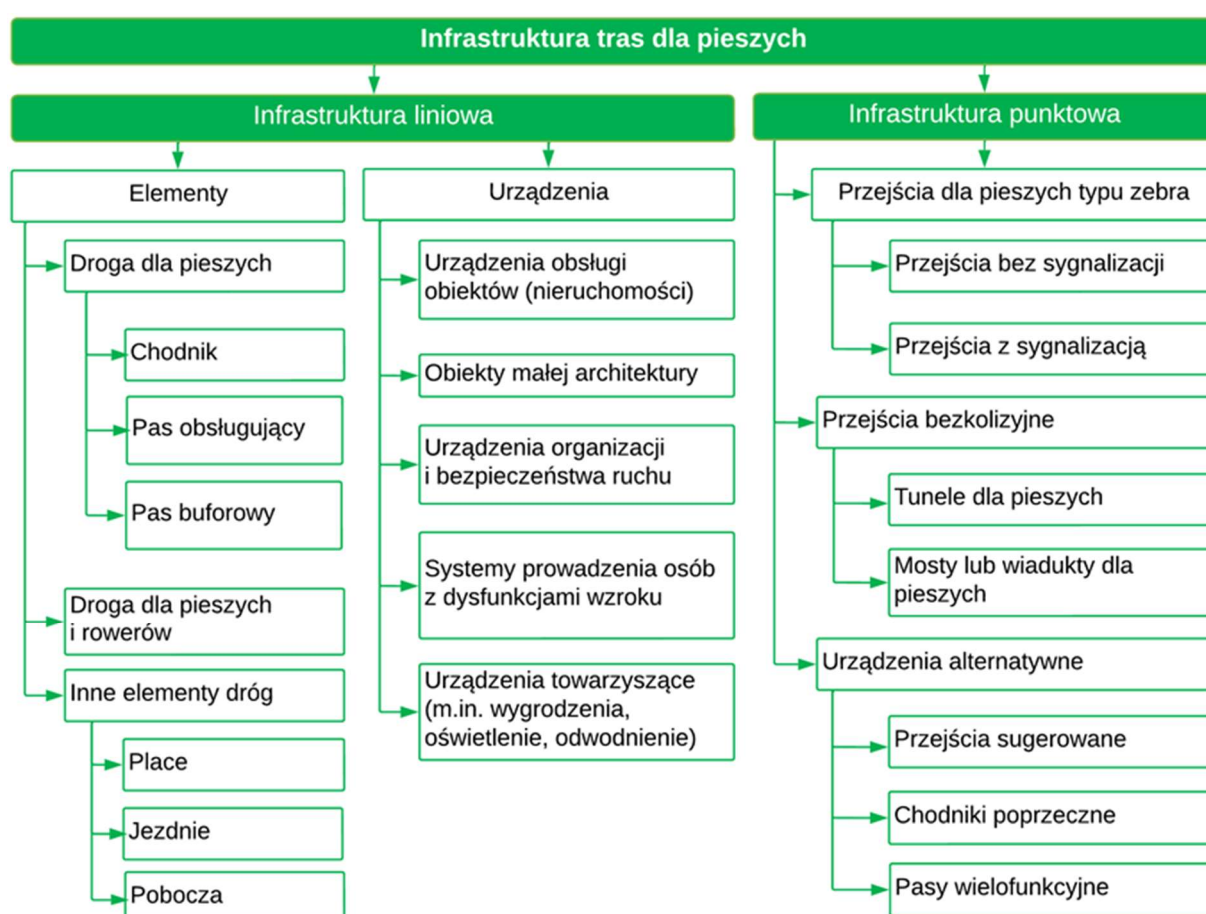 Infrastruktura tras dla pieszych
Infrastruktura liniowa
Elementy
Droga dla pieszych
Chodnik
Pas obsługujący
Pas buforowy
Droga dla pieszych
i rowerów
Inne elementy dróg
Place
Jezdnie
Pobocza
Urządzenia
Urządzenia obsługi
obiektów (nieruchomości)
Obiekty małej architektury
Urządzenia organizacji
i bezpieczeństwa ruchu
Systemy prowadzenia osób
z dysfunkcjami wzroku
Urządzenia towarzyszące
(m.in. wygrodzenia,
oświetlenie, odwodnienie)
Infrastruktura punktowa
Przejścia dla pieszych typu zebra
Przejścia bez sygnalizacji
Przejścia z sygnalizacją
Przejścia bezkolizyjne
Tunele dla pieszych
Mosty lub wiadukty dla
pieszych
Urządzenia alternatywne
Przejścia sugerowane
Chodniki poprzeczne
Pasy wielofunkcyjne